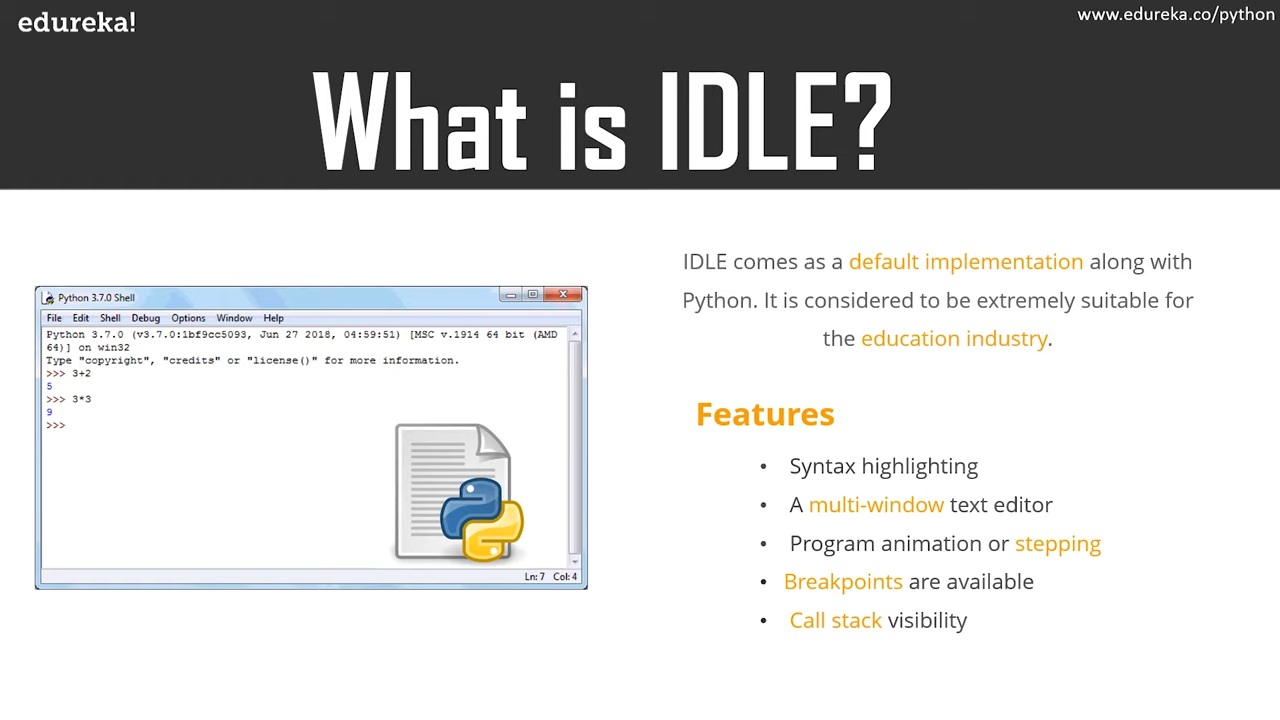 edureka!
www.edureka.co/python
What is IDLE?
IDLE comes as a default implementation along with
Python. It is considered to be extremely suitable for
the education industry.
Python 3.7.0 Shell
File Edit Shell Debug Options Window Help
Python 3.7.0 (v3.7.0:1bf9cc5093, Jun 27 2018, 04:59:51) [MSC v.1914 64 bit (AMD
64)] on win32
Type "copyright", "credits" or "license()" for more information.
>>> 3+2
5
>>> 3*3
9
>>>
Ln: 7 Col: 4
Features
• Syntax highlighting
• A multi-window text editor
• Program animation or stepping
• Breakpoints are available
• Call stack visibility